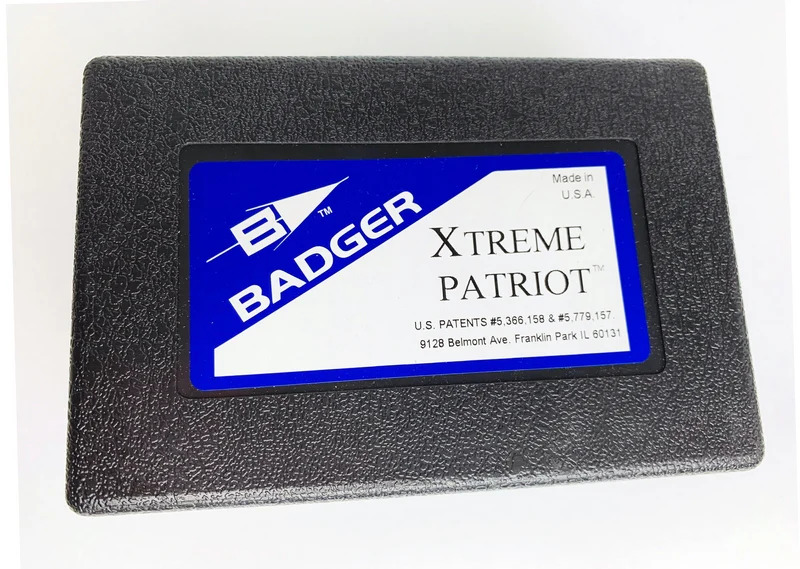 B
TM
BADGER
Made in
U.S.A.
XTREME
PATRIOT™
U.S. PATENTS #5,366,158 & #5,779,157.
9128 Belmont Ave. Franklin Park IL 60131